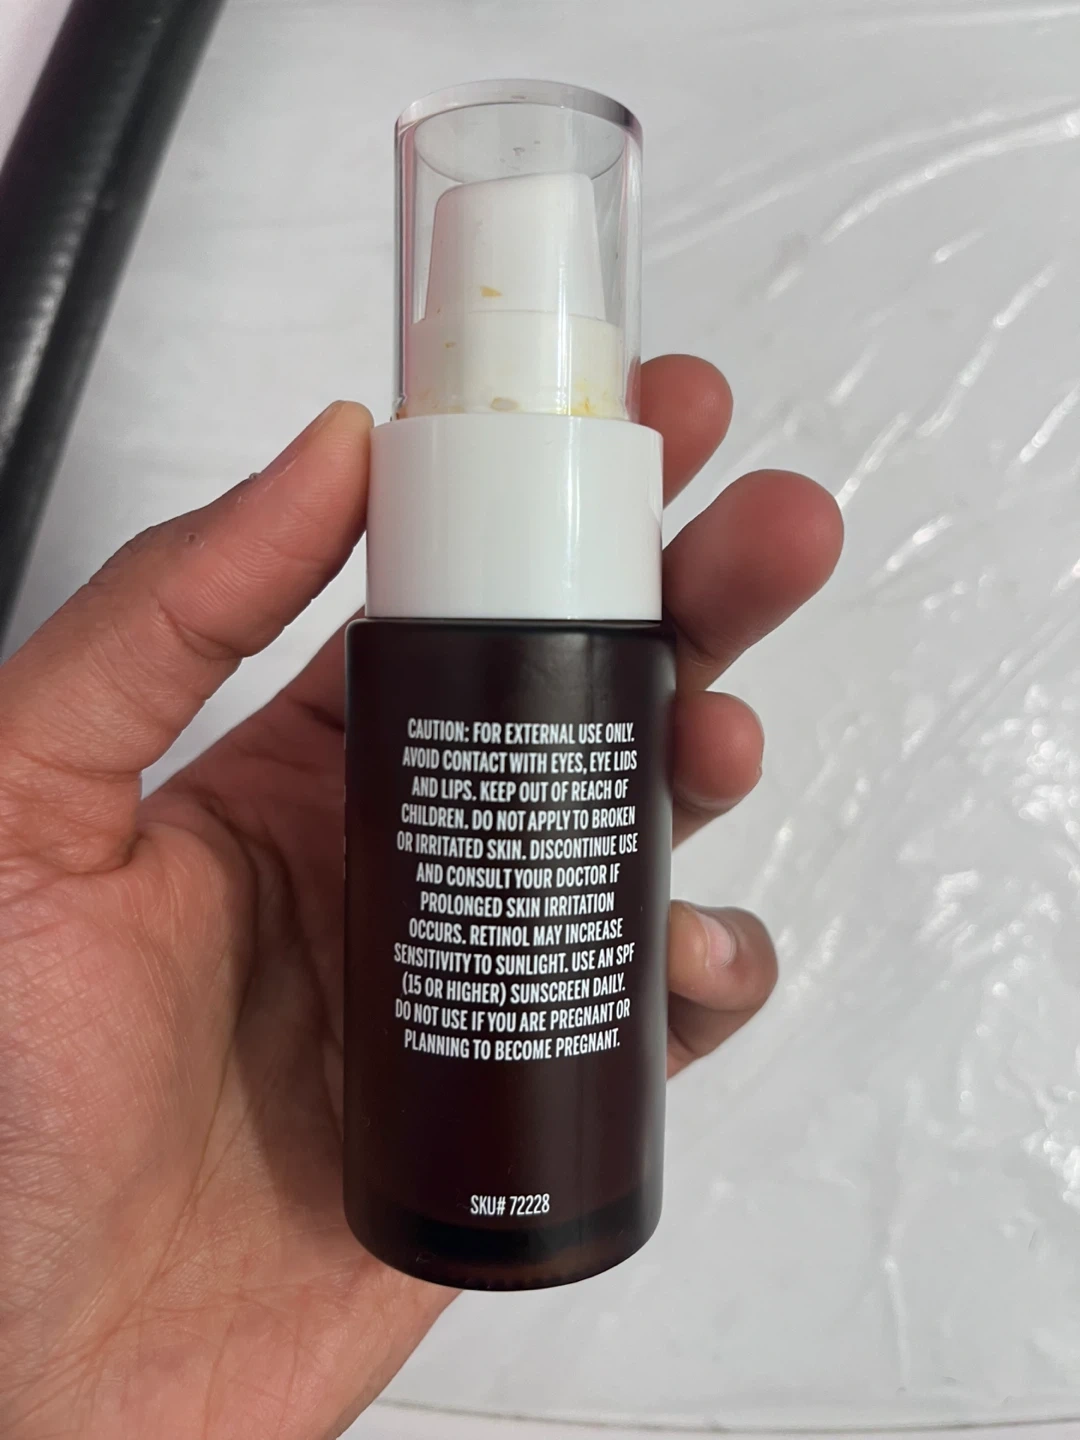 CAUTION: FOR EXTERNAL USE ONLY.
AVOID CONTACT WITH EYES, EYE LIDS
AND LIPS. KEEP OUT OF REACH OF
CHILDREN. DO NOT APPLY TO BROKEN
OR IRRITATED SKIN. DISCONTINUE USE
AND CONSULT YOUR DOCTOR IF
PROLONGED SKIN IRRITATION
OCCURS. RETINOL MAY INCREASE
SENSITIVITY TO SUNLIGHT. USE AN SPF
(15 OR HIGHER) SUNSCREEN DAILY.
DO NOT USE IF YOU ARE PREGNANT OR
PLANNING TO BECOME PREGNANT.
SKU# 72228